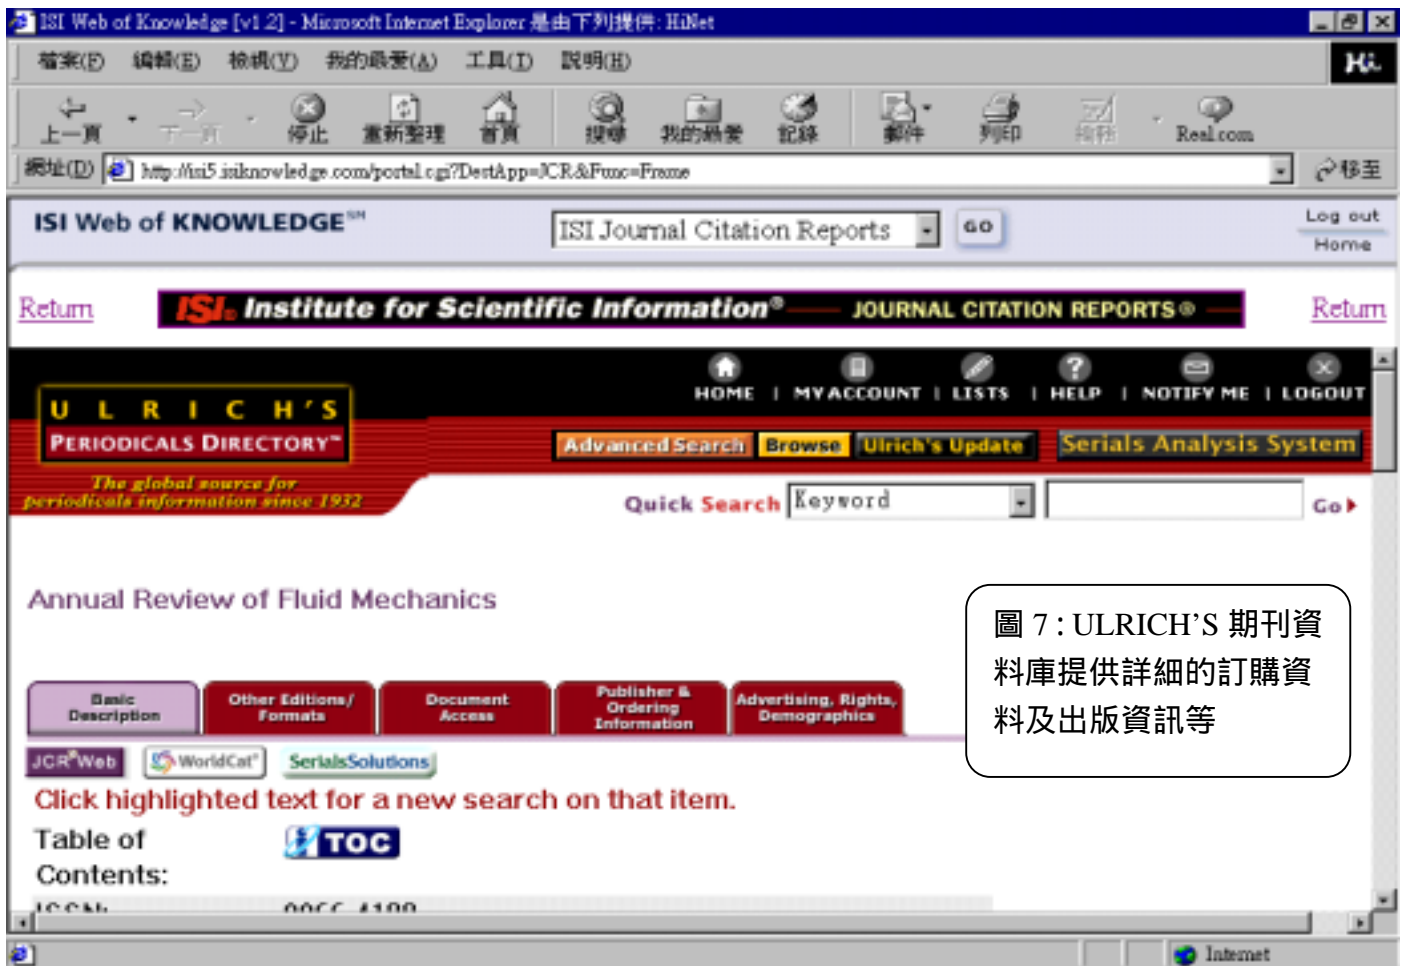 ISI Web of Knowledge [v1.2] - Microsoft Internet Explorer 是由下列提供: HiNet
檔案(F) 編輯(E) 檢視(V) 我的最愛(A) 工具(T) 説明(H)
Hi.
上一頁 下一頁 停止 重新整理 首頁 搜尋 我的最愛 記錄 郵件 列印 Real.com
網址(D) http://isi5.isiknowledge.com/portal.cgi?DestApp=JCR&Func=Frame 移至
ISI Web of KNOWLEDGE℠ ISI Journal Citation Reports GO Log out
Home
Return ISI® Institute for Scientific Information® JOURNAL CITATION REPORTS® Return
HOME | MY ACCOUNT | LISTS | HELP | NOTIFY ME | LOGOUT
ULRICH'S
PERIODICALS DIRECTORY™
Advanced Search Browse Ulrich's Update Serials Analysis System
The global source for
periodicals information since 1932
Quick Search Keyword Go
Annual Review of Fluid Mechanics
圖 7：ULRICH’S 期刊資
料庫提供詳細的訂購資
料及出版資訊等
Basic
Description
Other Editions/
Formats
Document
Access
Publisher &
Ordering
Information
Advertising, Rights,
Demographics
JCR®Web WorldCat® SerialsSolutions
Click highlighted text for a new search on that item.
Table of
Contents:
TOC
Internet